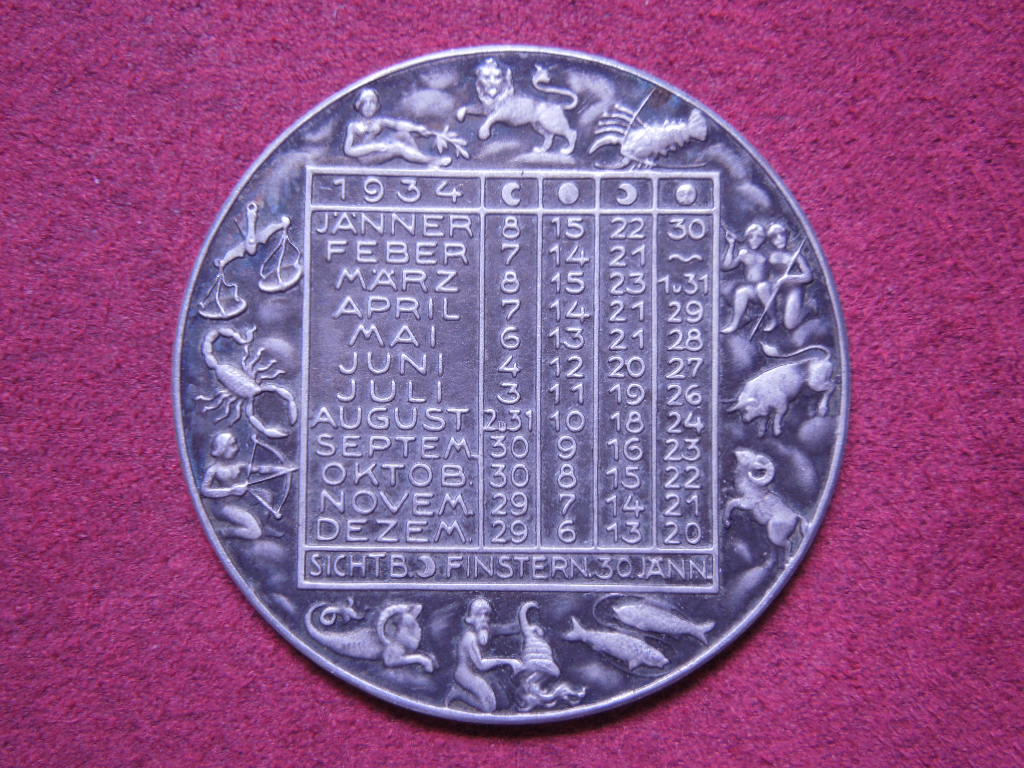 1934
JÄNNER 8 15 22 30
FEBER 7 14 21 ~
MÄRZ 8 15 23 1.u.31
APRIL 7 14 21 29
MAI 6 13 21 28
JUNI 4 12 20 27
JULI 3 11 19 26
AUGUST 2.u.31 10 18 24
SEPTEM. 30 9 16 23
OKTOB. 30 8 15 22
NOVEM. 29 7 14 21
DEZEM. 29 6 13 20
SICHTB. ☽ FINSTERN. 30. JÄNN.